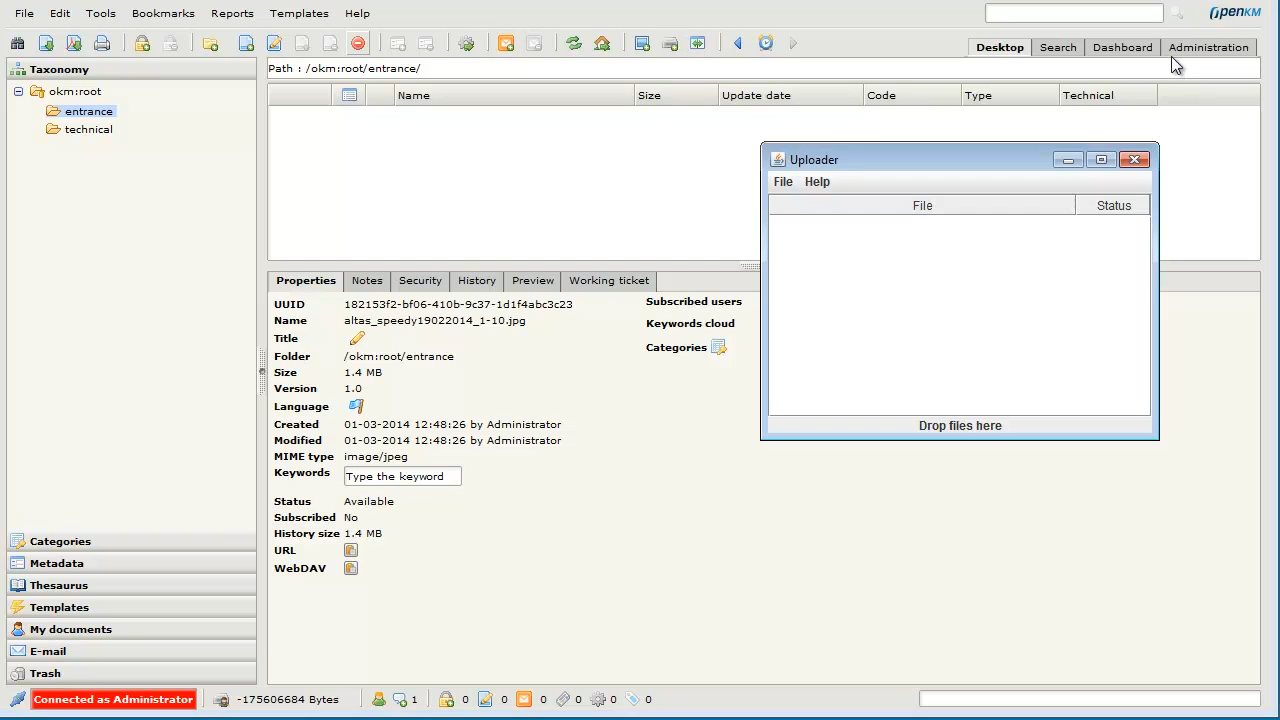 File Edit Tools Bookmarks Reports Templates Help
OPENKM
Desktop Search Dashboard Administration
Taxonomy
Path : /okm:root/entrance/
okm:root
entrance
technical
Name Size Update date Code Type Technical
Uploader
File Help
File Status
Drop files here
Properties Notes Security History Preview Working ticket
UUID 182153f2-bf06-410b-9c37-1d1f4abc3c23
Name altas_speedy19022014_1-10.jpg
Title
Folder /okm:root/entrance
Size 1.4 MB
Version 1.0
Language
Created 01-03-2014 12:48:26 by Administrator
Modified 01-03-2014 12:48:26 by Administrator
MIME type image/jpeg
Keywords Type the keyword
Status Available
Subscribed No
History size 1.4 MB
URL
WebDAV
Subscribed users
Keywords cloud
Categories
Categories
Metadata
Thesaurus
Templates
My documents
E-mail
Trash
Connected as Administrator -175606684 Bytes 1 0 0 0 0 0 0